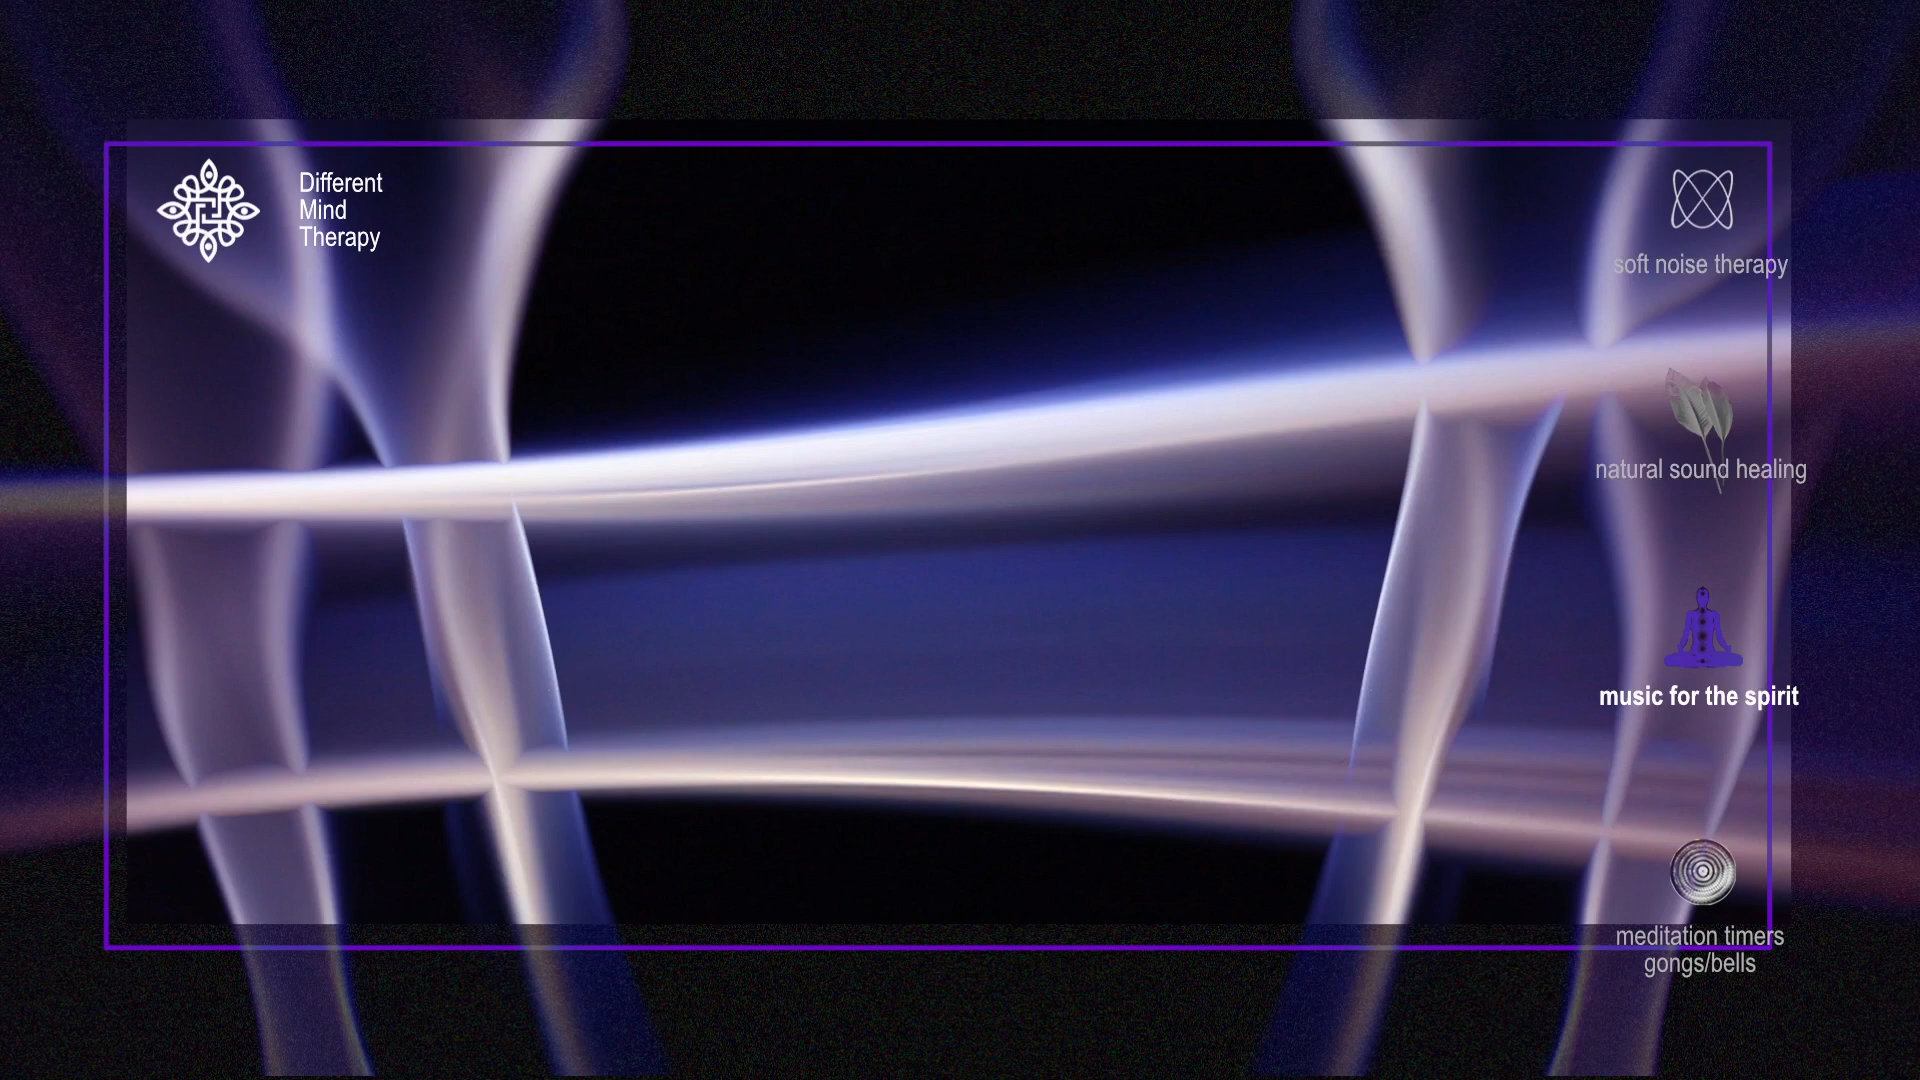 Different
Mind
Therapy
soft noise therapy
natural sound healing
music for the spirit
meditation timers
gongs/bells